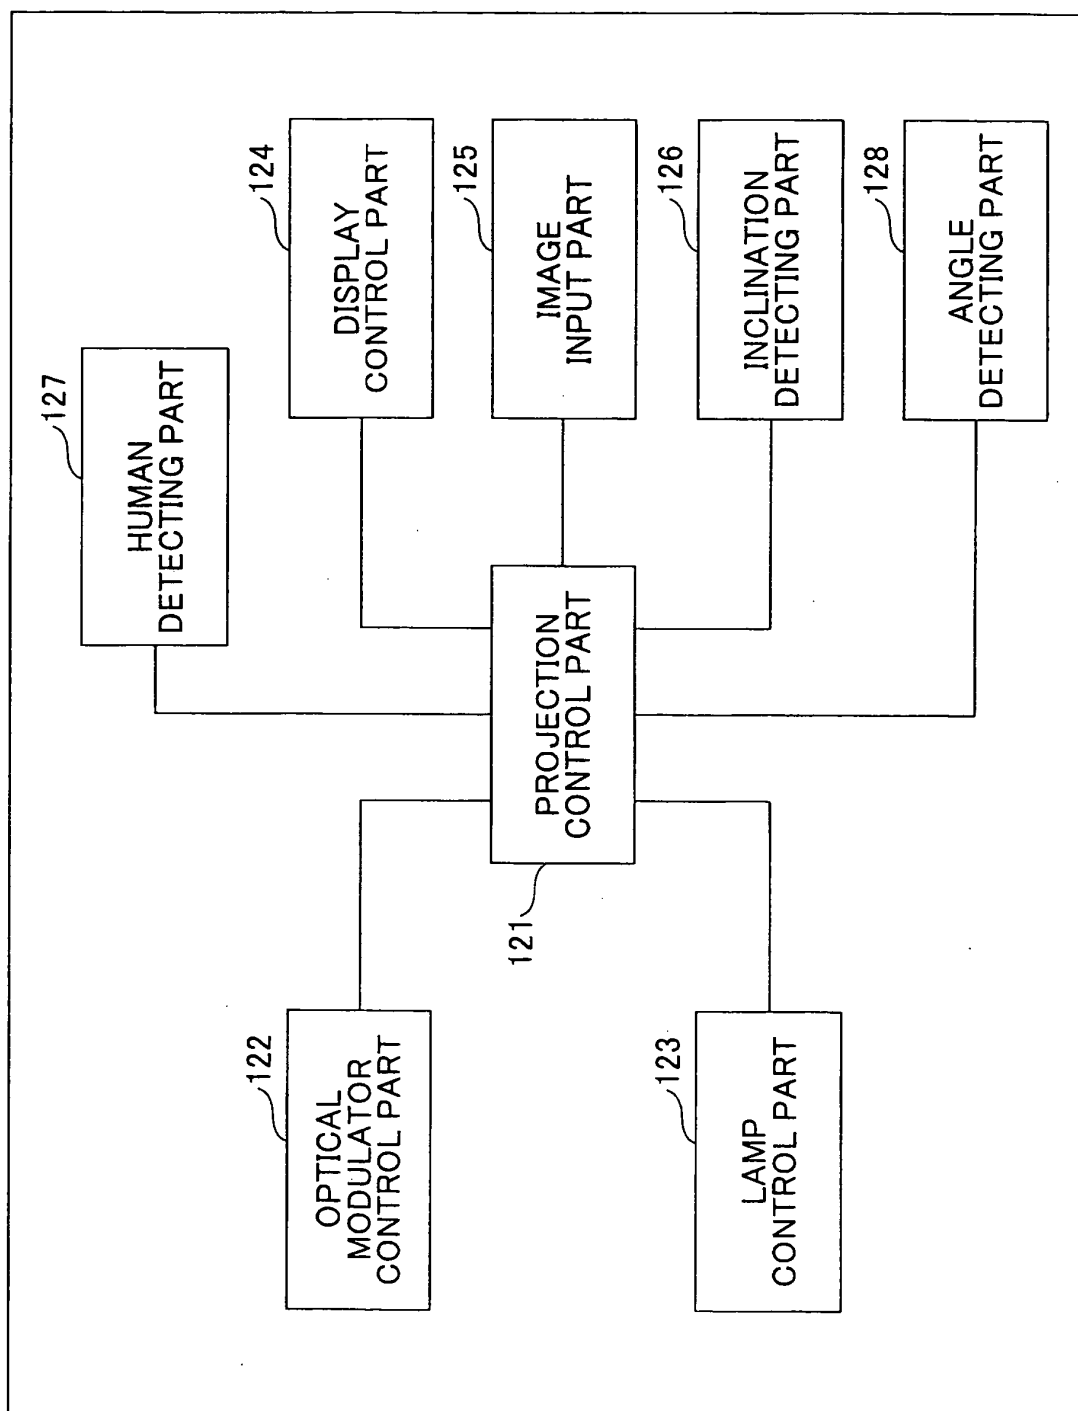 127
HUMAN
DETECTING PART
122
OPTICAL
MODULATOR
CONTROL PART
124
DISPLAY
CONTROL PART
121
PROJECTION
CONTROL PART
125
IMAGE
INPUT PART
123
LAMP
CONTROL PART
126
INCLINATION
DETECTING PART
128
ANGLE
DETECTING PART